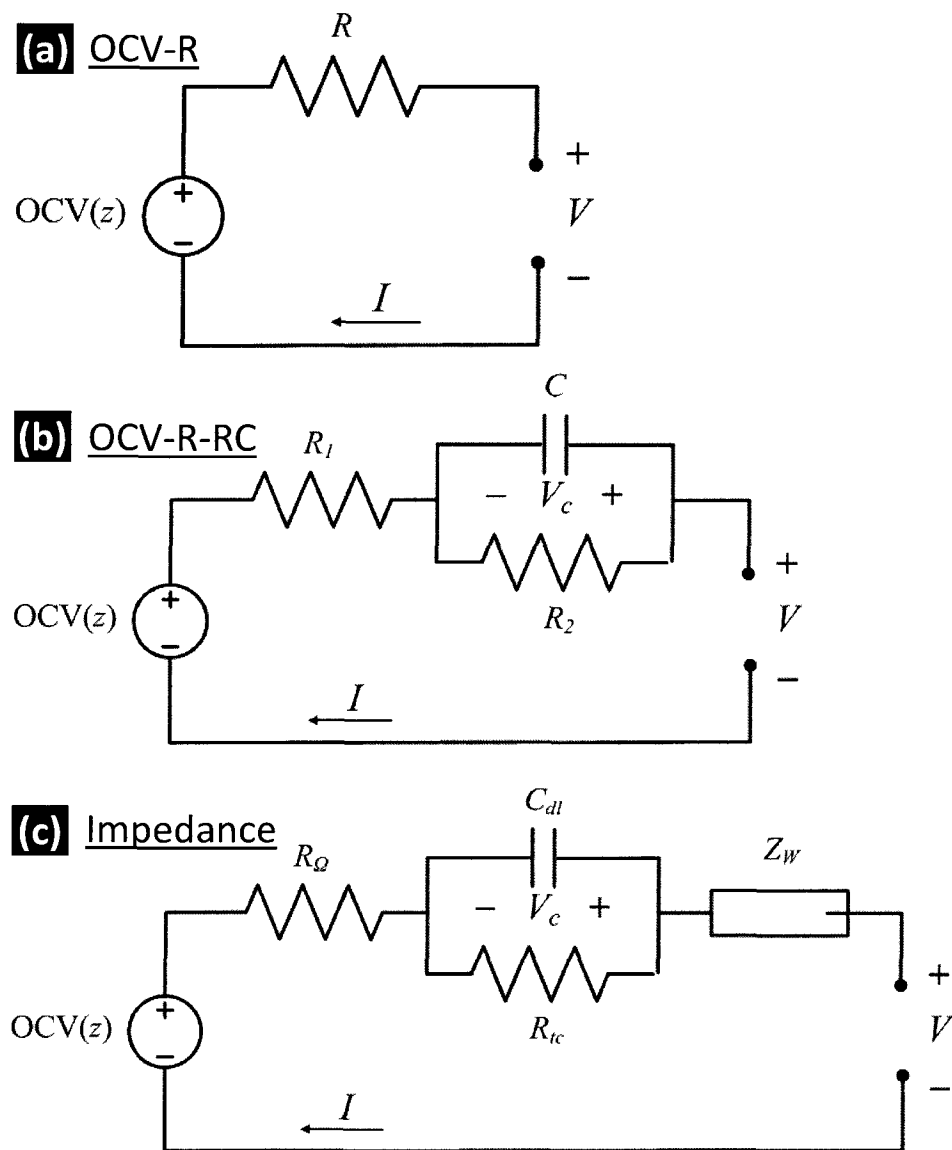 (a) OCV-R
R
OCV(z)
+
−
+
V
−
I
(b) OCV-R-RC
C
R1
− Vc +
R2
OCV(z)
+
−
+
V
−
I
(c) Impedance
Cdl
RΩ
ZW
− Vc +
Rtc
OCV(z)
+
−
+
V
−
I